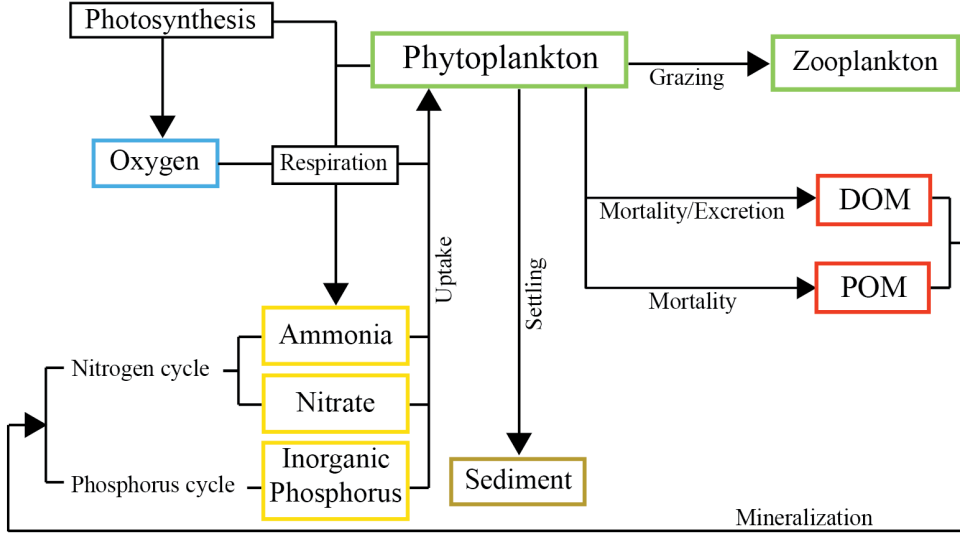 Photosynthesis
Phytoplankton
Zooplankton
Grazing
Oxygen
Respiration
DOM
Mortality/Excretion
Uptake
Settling
POM
Mortality
Ammonia
Nitrogen cycle
Nitrate
Inorganic
Phosphorus
Phosphorus cycle
Sediment
Mineralization